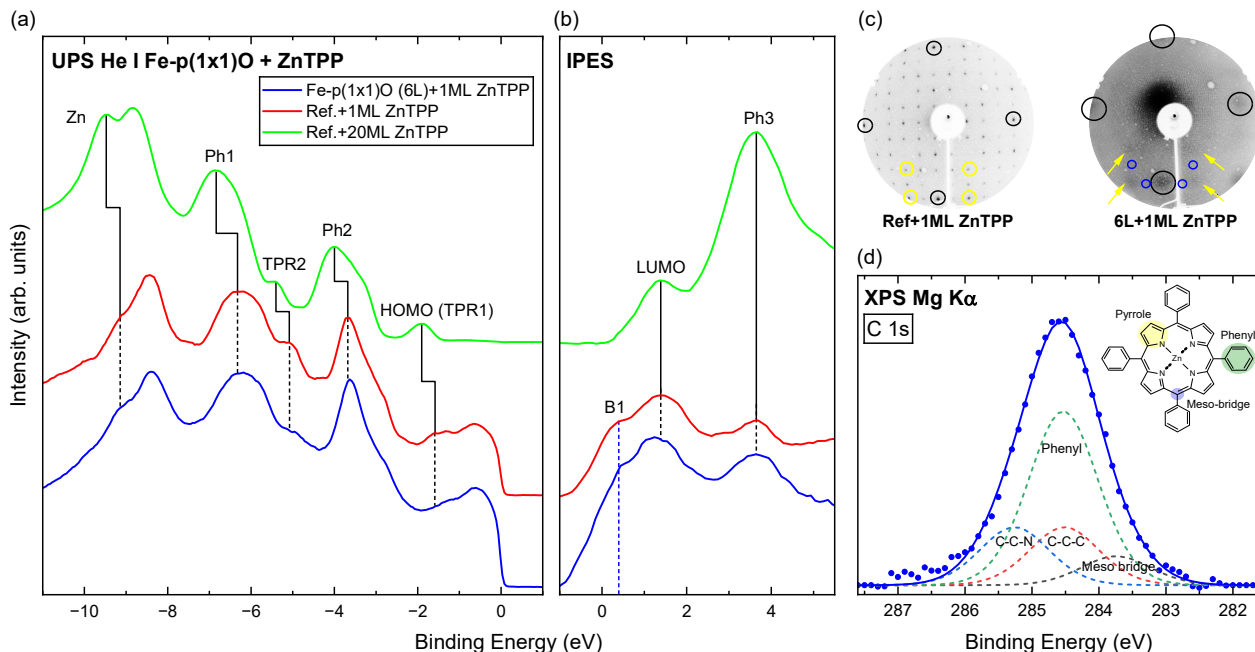 (a)
UPS He I Fe-p(1x1)O + ZnTPP
Fe-p(1x1)O (6L)+1ML ZnTPP
Ref.+1ML ZnTPP
Ref.+20ML ZnTPP
Zn
Ph1
TPR2
Ph2
HOMO (TPR1)
Intensity (arb. units)
−10
−8
−6
−4
−2
0
Binding Energy (eV)
(b)
IPES
Ph3
LUMO
B1
0
2
4
Binding Energy (eV)
(c)
Ref+1ML ZnTPP
6L+1ML ZnTPP
(d)
XPS Mg Kα
C 1s
Pyrrole
Phenyl
N
N
Zn
N
N
Meso-bridge
Phenyl
C-C-N
C-C-C
Meso bridge
287
286
285
284
283
282
Binding Energy (eV)